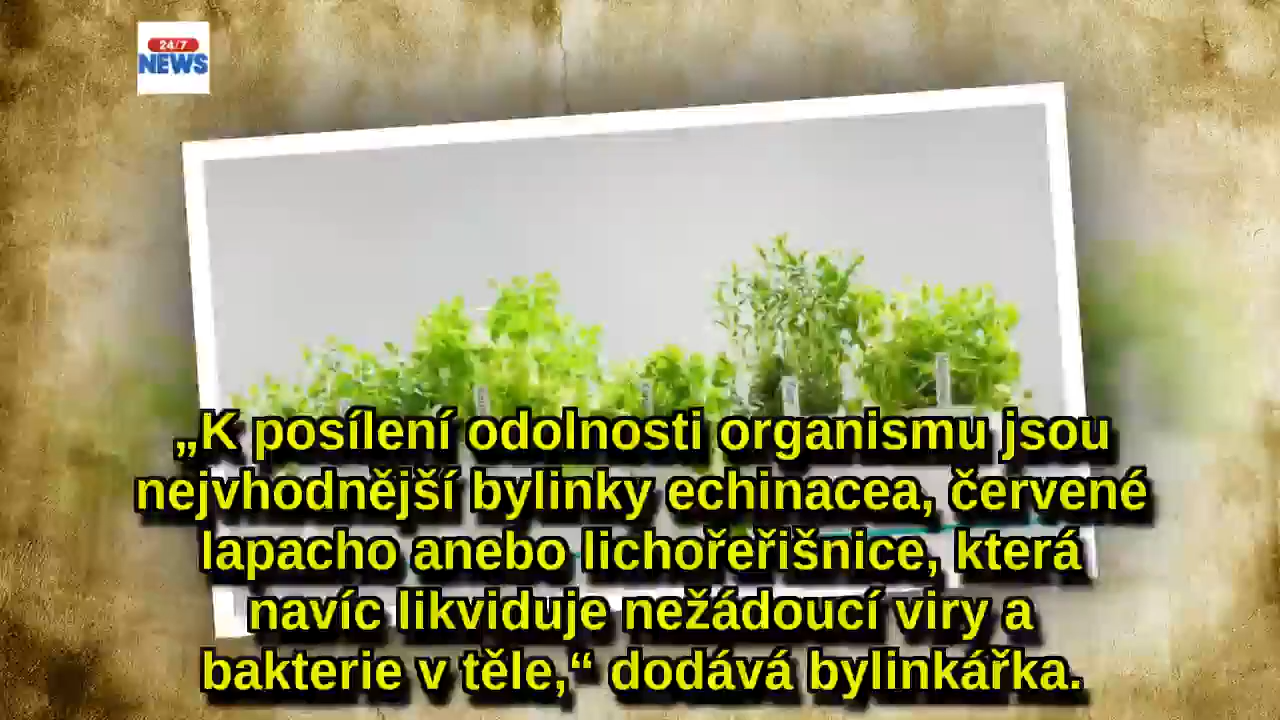 24/7
NEWS
„K posílení odolnosti organismu jsou
nejvhodnější bylinky echinacea, červené
lapacho anebo lichořeřišnice, která
navíc likviduje nežádoucí viry a
bakterie v těle,“ dodává bylinkářka.